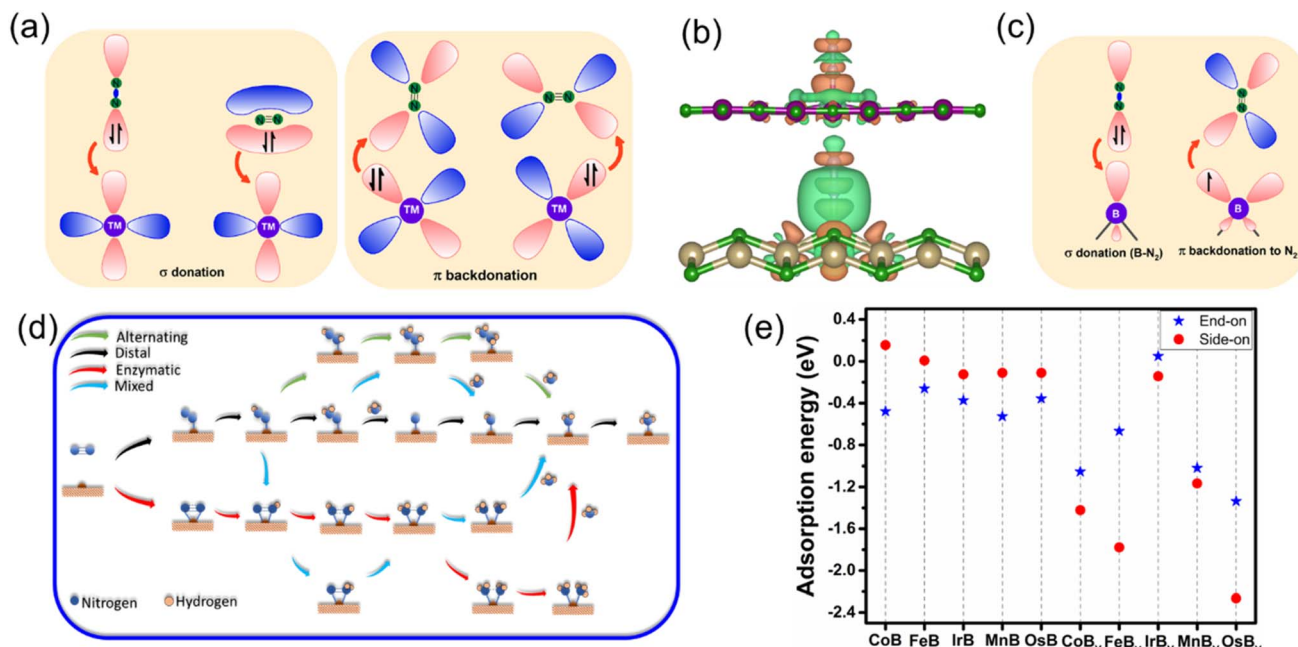 (a)
N
N
N≡N
N
N
N≡N
TM
TM
TM
TM
σ donation
π backdonation
(b)
(c)
N
N
N
N
B
B
σ donation (B-N₂)
π backdonation to N₂
(d)
Alternating
Distal
Enzymatic
Mixed
Nitrogen
Hydrogen
(e)
Adsorption energy (eV)
0.4
0.0
-0.4
-0.8
-1.2
-1.6
-2.0
-2.4
End-on
Side-on
CoB FeB IrB MnB OsB CoB FeB IrB MnB OsB